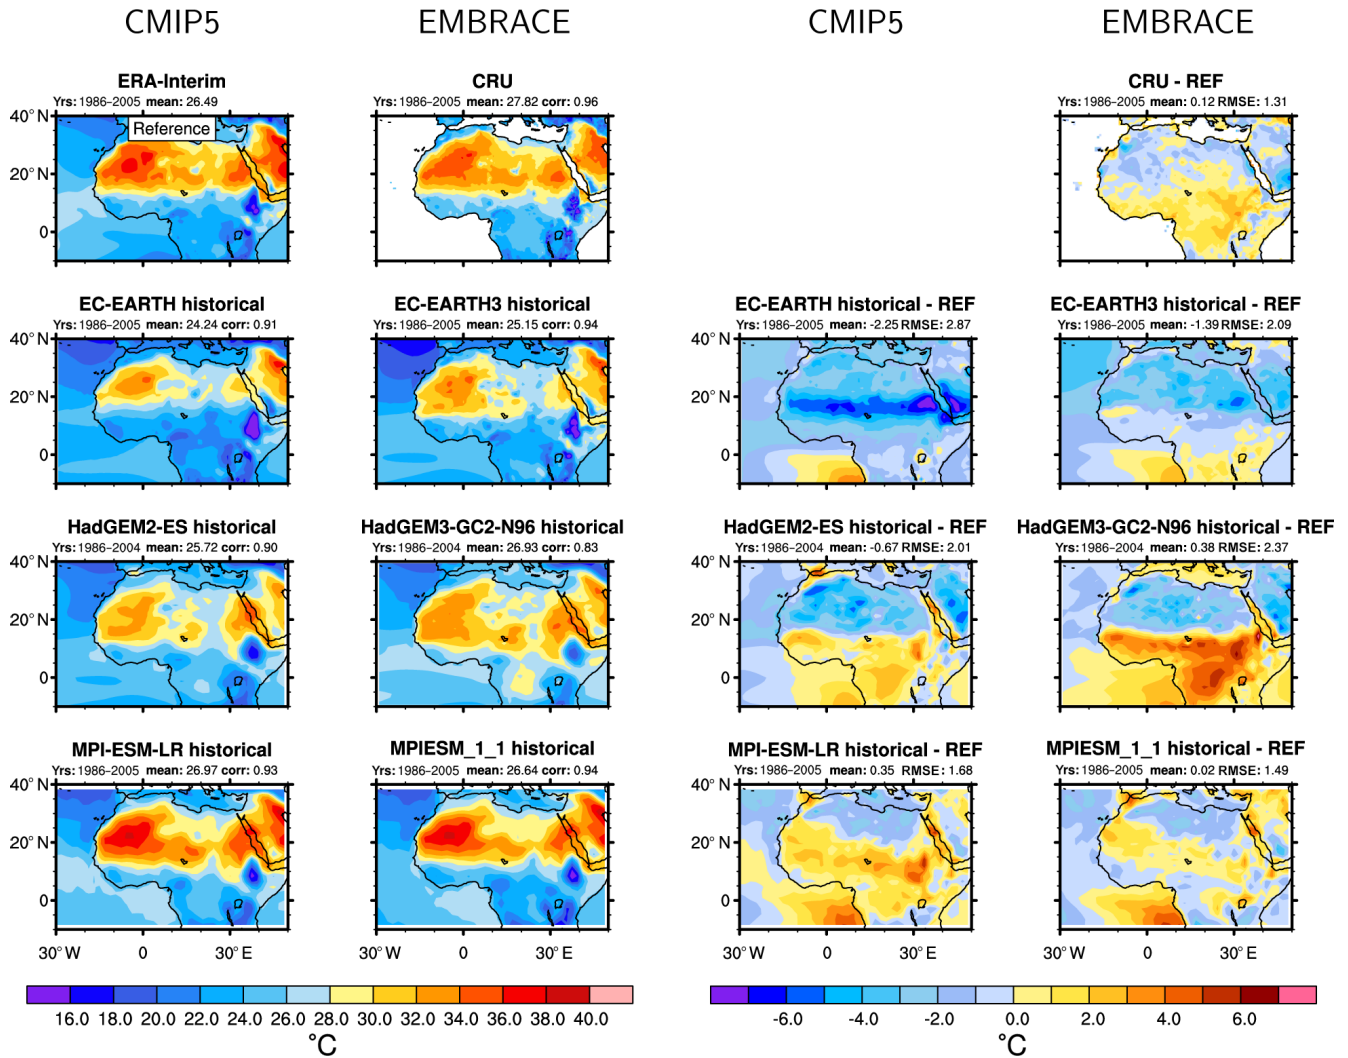 CMIP5 EMBRACE CMIP5 EMBRACE
ERA-Interim CRU CRU - REF
Yrs: 1986–2005 mean: 26.49 Yrs: 1986–2005 mean: 27.82 corr: 0.96 Yrs: 1986–2005 mean: 0.12 RMSE: 1.31
40° N
Reference
20° N
0
EC-EARTH historical EC-EARTH3 historical EC-EARTH historical - REF EC-EARTH3 historical - REF
Yrs: 1986–2005 mean: 24.24 corr: 0.91 Yrs: 1986–2005 mean: 25.15 corr: 0.94 Yrs: 1986–2005 mean: -2.25 RMSE: 2.87 Yrs: 1986–2005 mean: -1.39 RMSE: 2.09
40° N 40° N
20° N 20° N
0 0
HadGEM2-ES historical HadGEM3-GC2-N96 historical HadGEM2-ES historical - REF HadGEM3-GC2-N96 historical - REF
Yrs: 1986–2004 mean: 25.72 corr: 0.90 Yrs: 1986–2004 mean: 26.93 corr: 0.83 Yrs: 1986–2004 mean: -0.67 RMSE: 2.01 Yrs: 1986–2004 mean: 0.38 RMSE: 2.37
40° N 40° N
20° N 20° N
0 0
MPI-ESM-LR historical MPIESM_1_1 historical MPI-ESM-LR historical - REF MPIESM_1_1 historical - REF
Yrs: 1986–2005 mean: 26.97 corr: 0.93 Yrs: 1986–2005 mean: 26.64 corr: 0.94 Yrs: 1986–2005 mean: 0.35 RMSE: 1.68 Yrs: 1986–2005 mean: 0.02 RMSE: 1.49
40° N 40° N
20° N 20° N
0 0
30° W 0 30° E 30° W 0 30° E 30° W 0 30° E 30° W 0 30° E
16.0 18.0 20.0 22.0 24.0 26.0 28.0 30.0 32.0 34.0 36.0 38.0 40.0 -6.0 -4.0 -2.0 0.0 2.0 4.0 6.0
°C °C